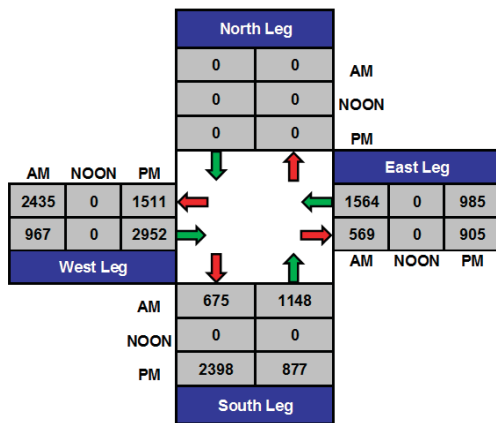 North Leg
0 0
AM
0 0
NOON
0 0
PM
AM NOON PM
East Leg
2435 0 1511
1564 0 985
967 0 2952
569 0 905
West Leg
AM NOON PM
AM
675 1148
NOON
0 0
PM
2398 877
South Leg